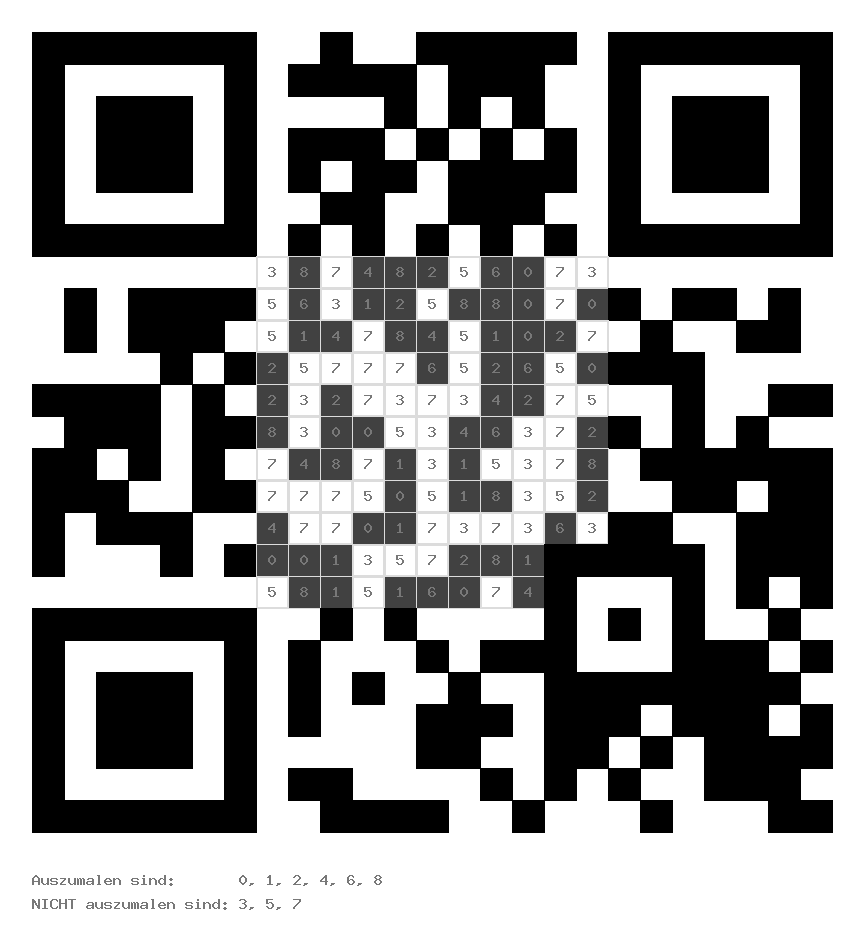 3 8 7 4 8 2 5 6 0 7 3
5 6 3 1 2 5 8 8 0 7 0
5 1 4 7 8 4 5 1 0 2 7
2 5 7 7 7 6 5 2 6 5 0
2 3 2 7 3 7 3 4 2 7 5
8 3 0 0 5 3 4 6 3 7 2
7 4 8 7 1 3 1 5 3 7 8
7 7 7 5 0 5 1 8 3 5 2
4 7 7 0 1 7 3 7 3 6 3
0 0 1 3 5 7 2 8 1
5 8 1 5 1 6 0 7 4
Auszumalen sind: 0, 1, 2, 4, 6, 8
NICHT auszumalen sind: 3, 5, 7